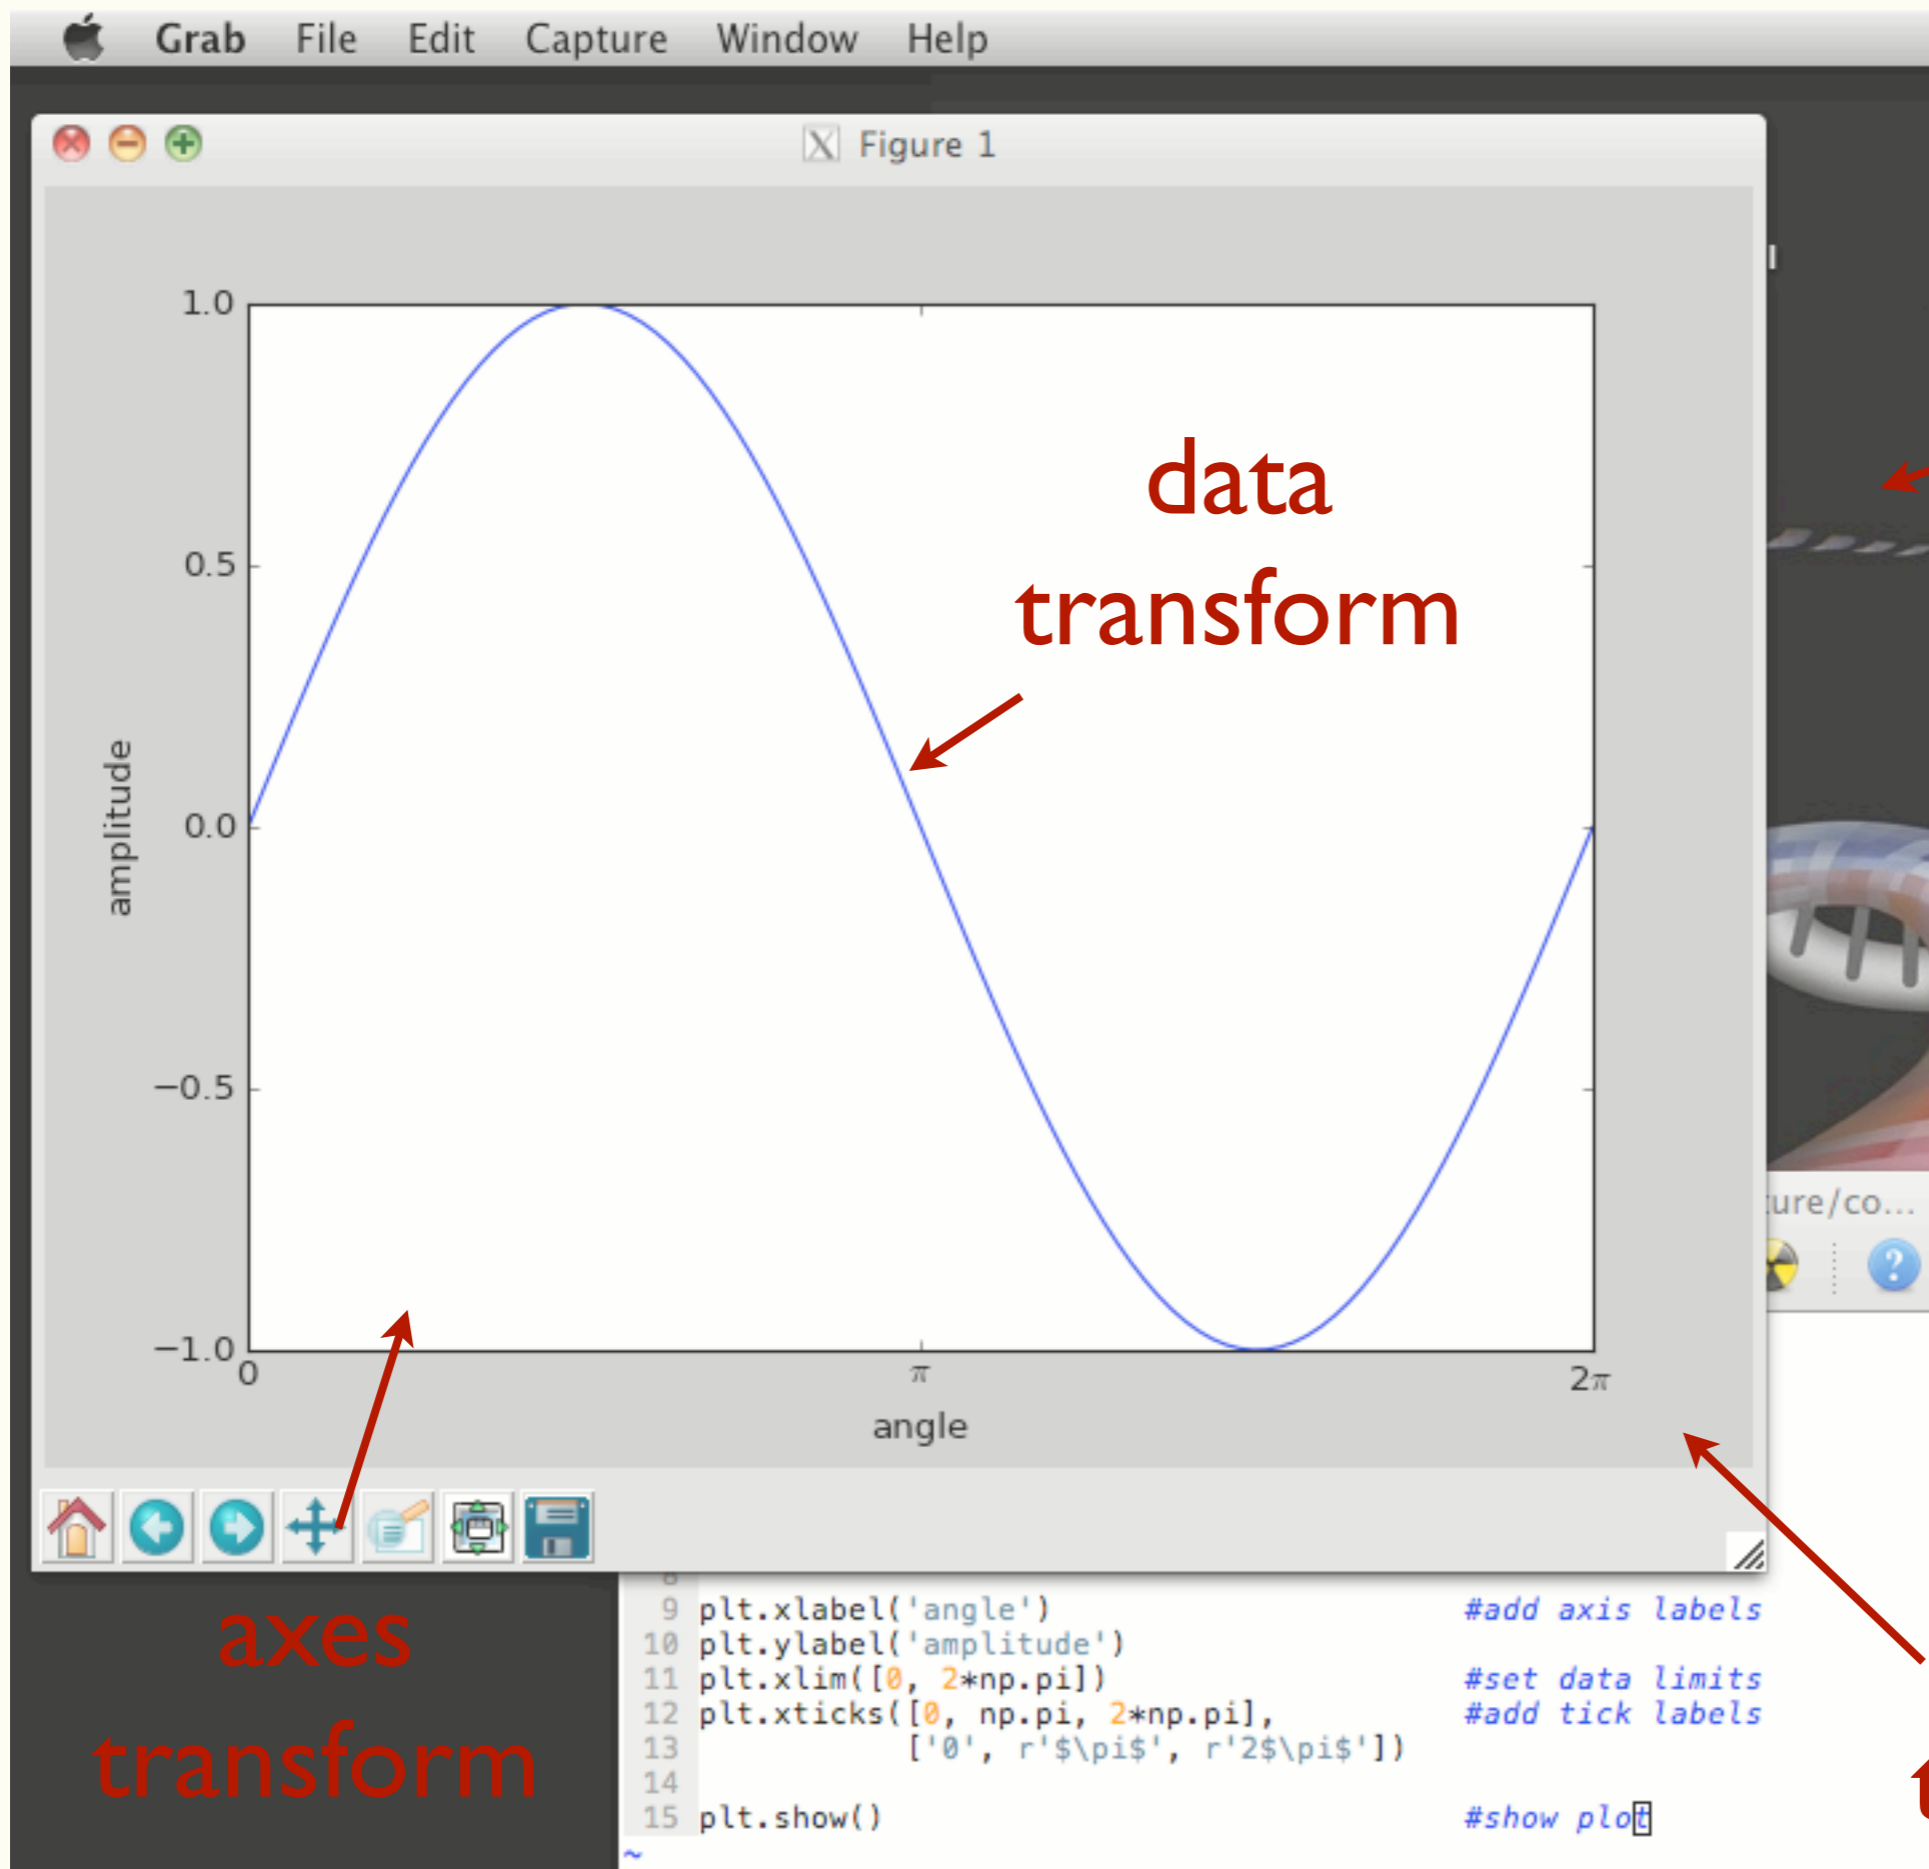 Grab File Edit Capture Window Help
Figure 1
1.0
0.5
0.0
−0.5
−1.0
amplitude
0 π 2π
angle
data
transform
ure/co...
?
axes
transform
9 plt.xlabel('angle') #add axis labels
10 plt.ylabel('amplitude')
11 plt.xlim([0, 2*np.pi]) #set data limits
12 plt.xticks([0, np.pi, 2*np.pi], #add tick labels
13 ['0', r'$\pi$', r'2$\pi$'])
14
15 plt.show() #show plot
~
t